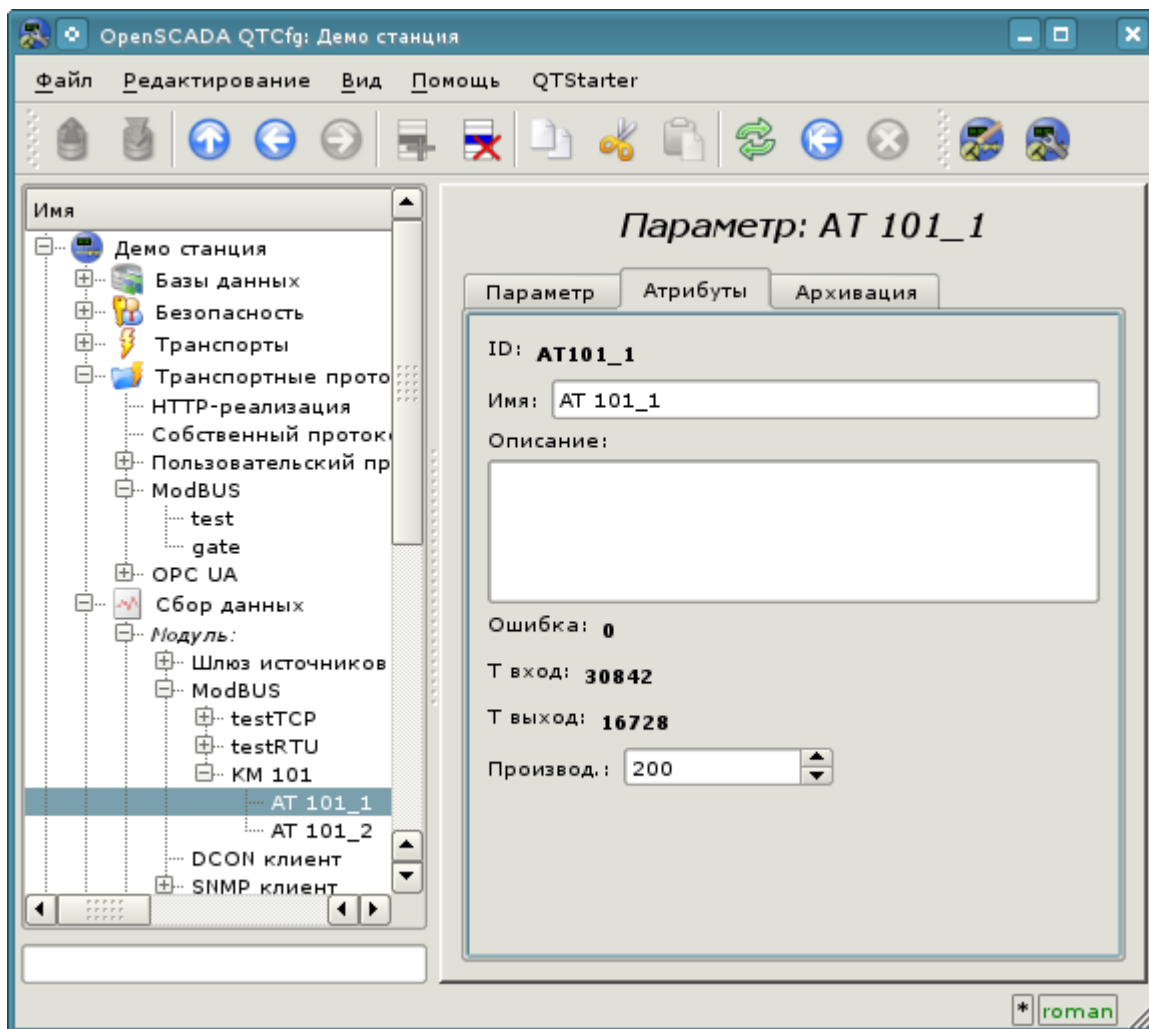 OpenSCADA QTCfg: Демо станция
Файл Редактирование Вид Помощь QTStarter
Имя
Демо станция
Базы данных
Безопасность
Транспорты
Транспортные прото
HTTP-реализация
Собственный проток
Пользовательский пр
ModBUS
test
gate
OPC UA
Сбор данных
Модуль:
Шлюз источников
ModBUS
testTCP
testRTU
КМ 101
AT 101_1
AT 101_2
DCON клиент
SNMP клиент
Параметр: AT 101_1
Параметр Атрибуты Архивация
ID: AT101_1
Имя: AT 101_1
Описание:
Ошибка: 0
Т вход: 30842
Т выход: 16728
Производ.: 200
* roman